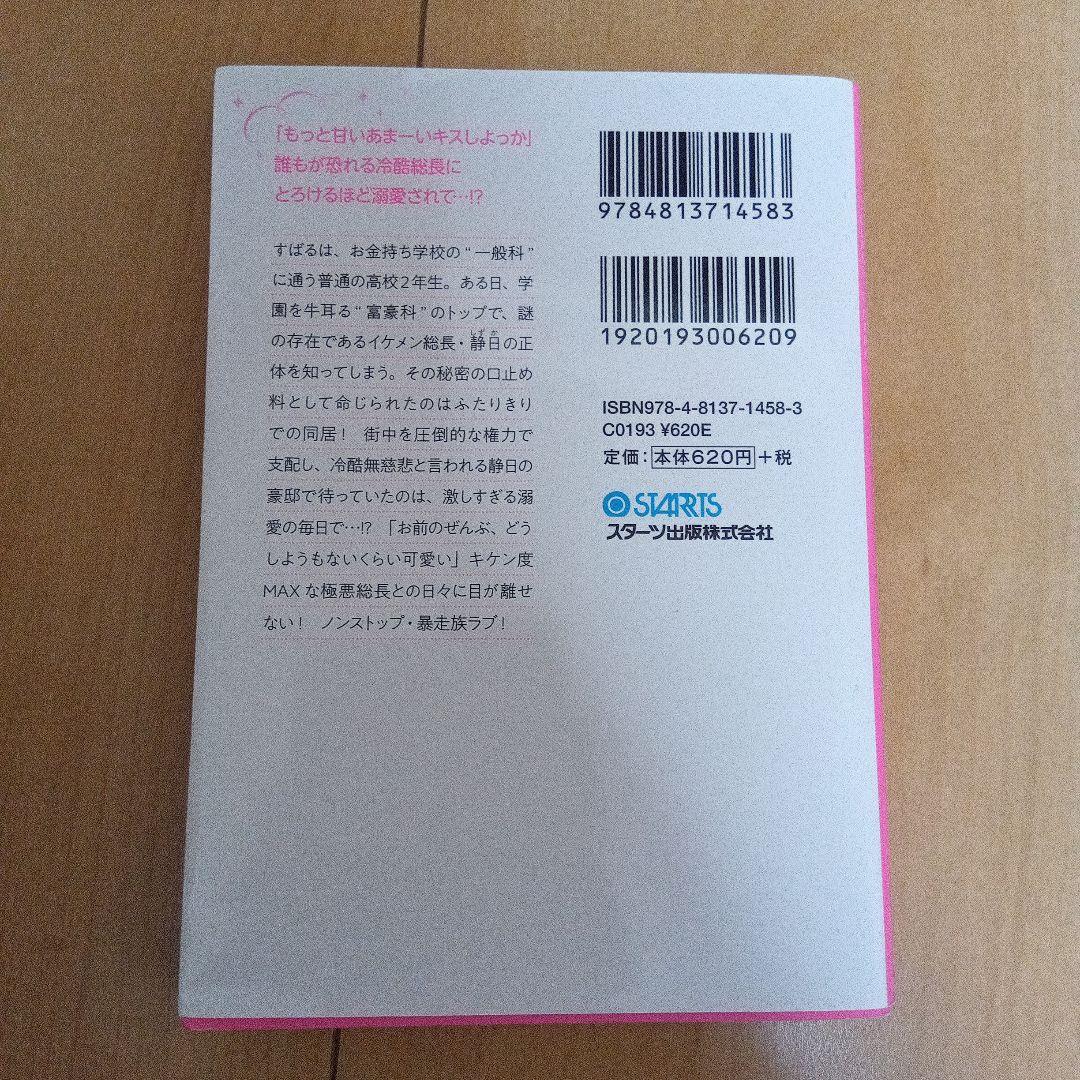 「もっと甘いあまーいキスしよっか」
誰もが恐れる冷酷総長に
とろけるほど溺愛されて…!?
すばるは、お金持ち学校の“一般科”
に通う普通の高校2年生。ある日、学
園を牛耳る“富豪科”のトップで、謎
の存在であるイケメン総長・静日の正
しずか
体を知ってしまう。その秘密の口止め
料として命じられたのはふたりきり
での同居！　街中を圧倒的な権力で
支配し、冷酷無慈悲と言われる静日の
豪邸で待っていたのは、激しすぎる溺
愛の毎日で…!?　「お前のぜんぶ、どう
しようもないくらい可愛い」キケン度
MAXな極悪総長との日々に目が離せ
ない！　ノンストップ・暴走族ラブ！
9784813714583
1920193006209
ISBN978-4-8137-1458-3
C0193 ¥620E
定価：本体620円＋税
STARTS
スターツ出版株式会社